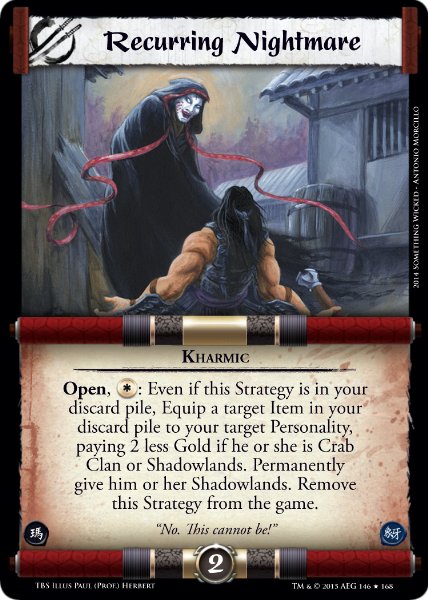 Recurring Nightmare
2014 Something Wicked - Antonio Morcillo
Kharmic
Open, *: Even if this Strategy is in your
discard pile, Equip a target Item in your
discard pile to your target Personality,
paying 2 less Gold if he or she is Crab
Clan or Shadowlands. Permanently
give him or her Shadowlands. Remove
this Strategy from the game.
"No. This cannot be!"
瑪
象牙
2
TBS Illus Paul (Prof) Herbert
TM & © 2015 AEG 146 ★ 168